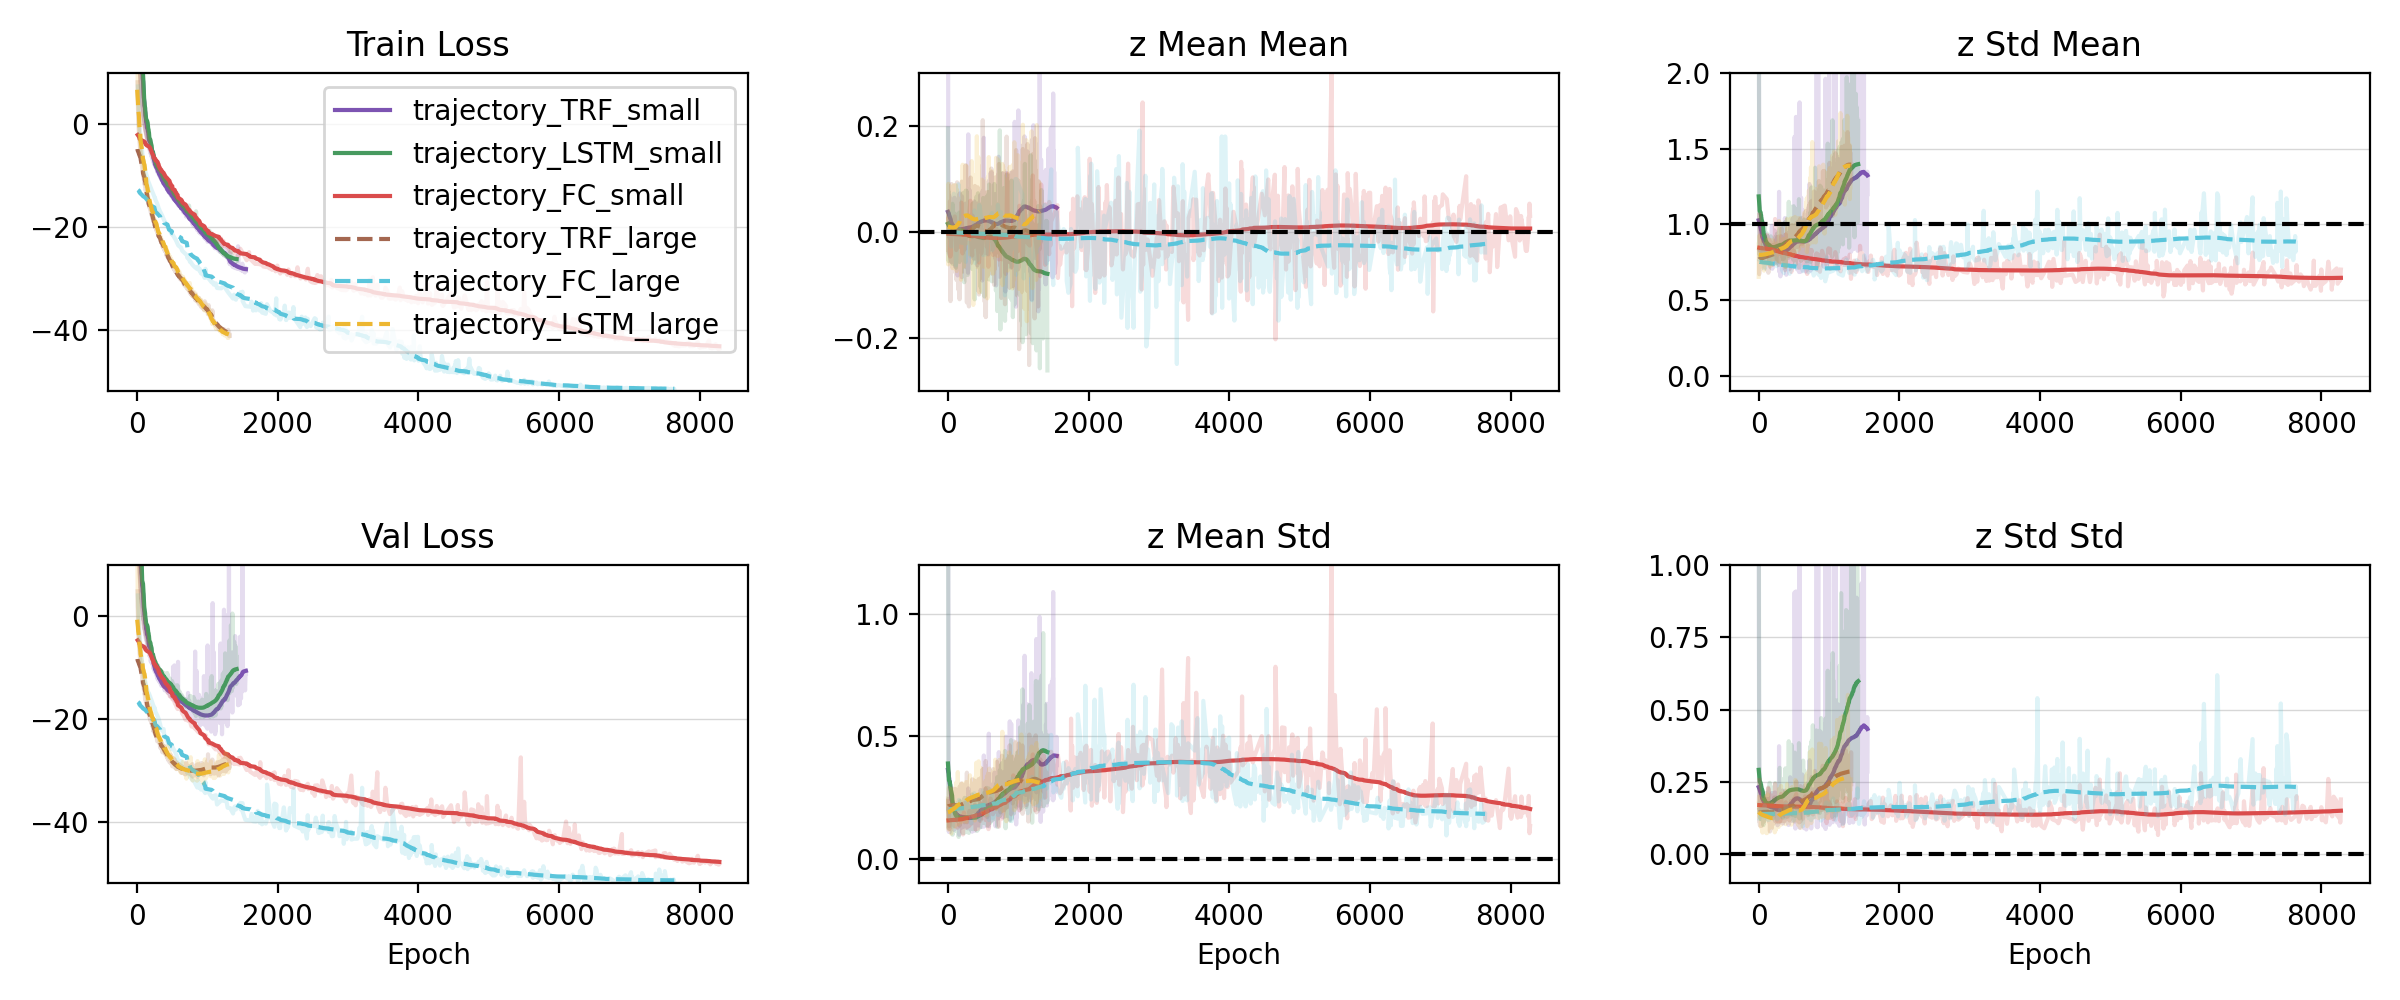 Train Loss
0
−20
−40
0 2000 4000 6000 8000
trajectory_TRF_small
trajectory_LSTM_small
trajectory_FC_small
trajectory_TRF_large
trajectory_FC_large
trajectory_LSTM_large
z Mean Mean
0.2
0.0
−0.2
0 2000 4000 6000 8000
z Std Mean
2.0
1.5
1.0
0.5
0.0
0 2000 4000 6000 8000
Val Loss
0
−20
−40
0 2000 4000 6000 8000
Epoch
z Mean Std
1.0
0.5
0.0
0 2000 4000 6000 8000
Epoch
z Std Std
1.00
0.75
0.50
0.25
0.00
0 2000 4000 6000 8000
Epoch